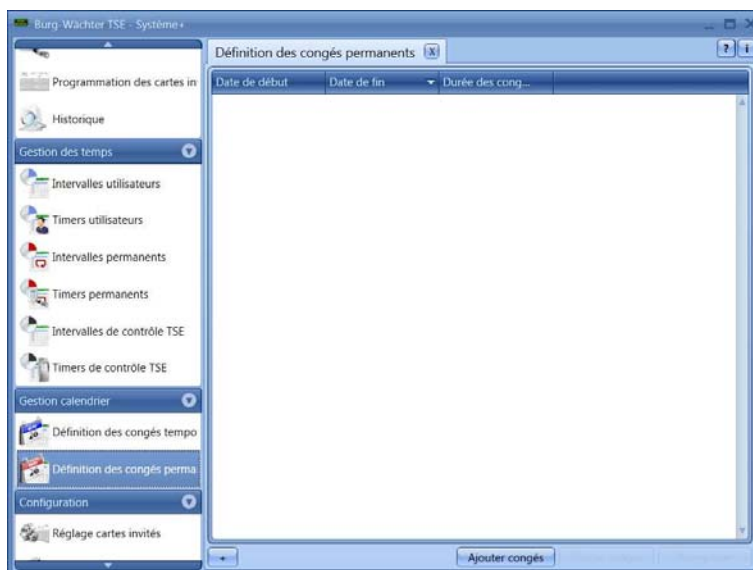 Burg-Wächter TSE - Système+
Définition des congés permanents
Programmation des cartes in
Historique
Gestion des temps
Intervalles utilisateurs
Timers utilisateurs
Intervalles permanents
Timers permanents
Intervalles de contrôle TSE
Timers de contrôle TSE
Gestion calendrier
Définition des congés tempo
Définition des congés perma
Configuration
Réglage cartes invités
Date de début Date de fin Durée des cong...
Ajouter congés